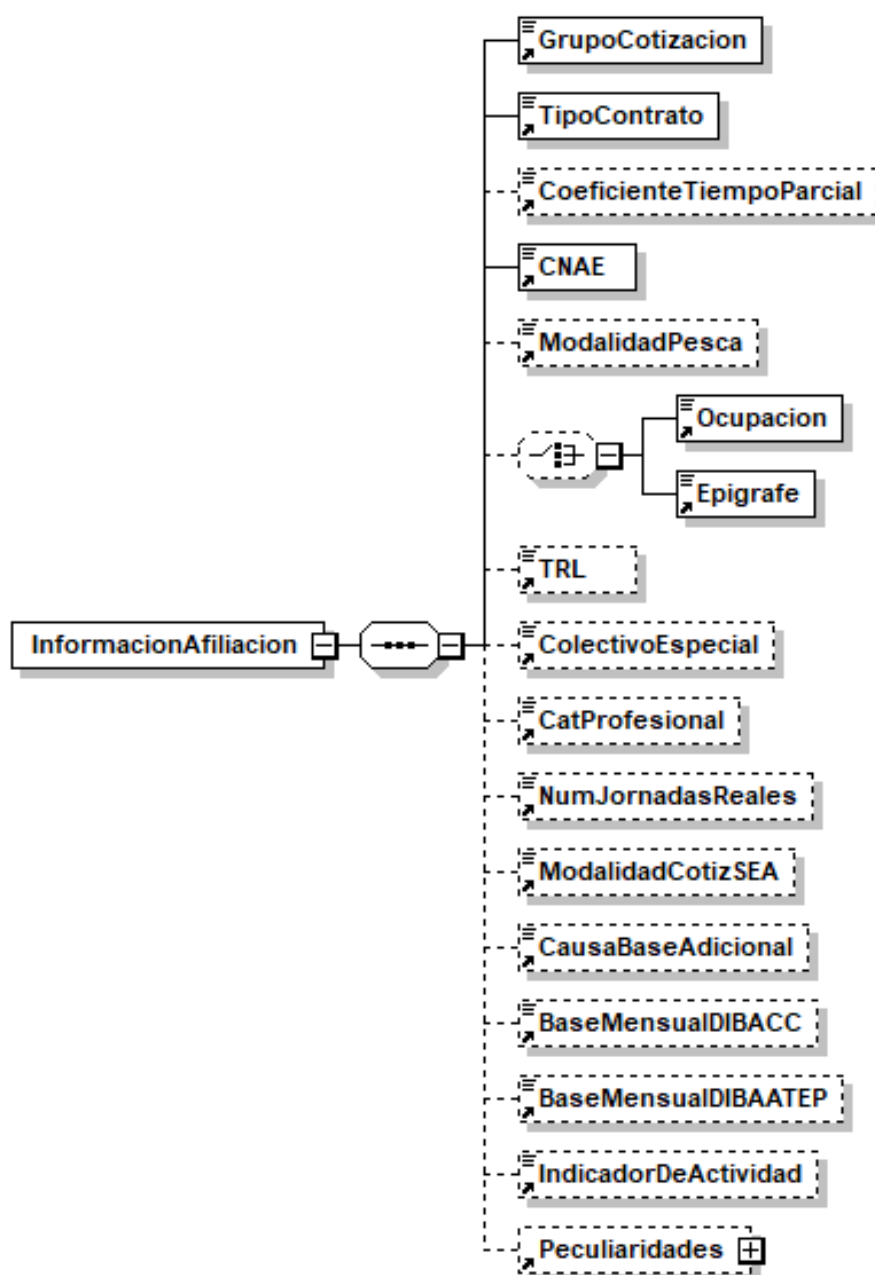 GrupoCotizacion
TipoContrato
CoeficienteTiempoParcial
CNAE
ModalidadPesca
Ocupacion
Epigrafe
TRL
InformacionAfiliacion
ColectivoEspecial
CatProfesional
NumJornadasReales
ModalidadCotizSEA
CausaBaseAdicional
BaseMensualDIBACC
BaseMensualDIBAATEP
IndicadorDeActividad
Peculiaridades